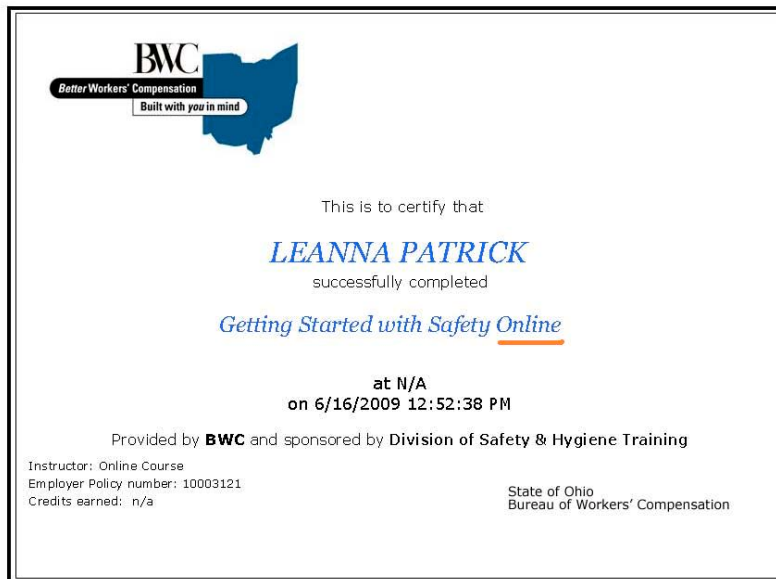 BWC
Better Workers' Compensation
Built with you in mind
This is to certify that
LEANNA PATRICK
successfully completed
Getting Started with Safety Online
at N/A
on 6/16/2009 12:52:38 PM
Provided by BWC and sponsored by Division of Safety & Hygiene Training
Instructor: Online Course
Employer Policy number: 10003121
Credits earned: n/a
State of Ohio
Bureau of Workers' Compensation